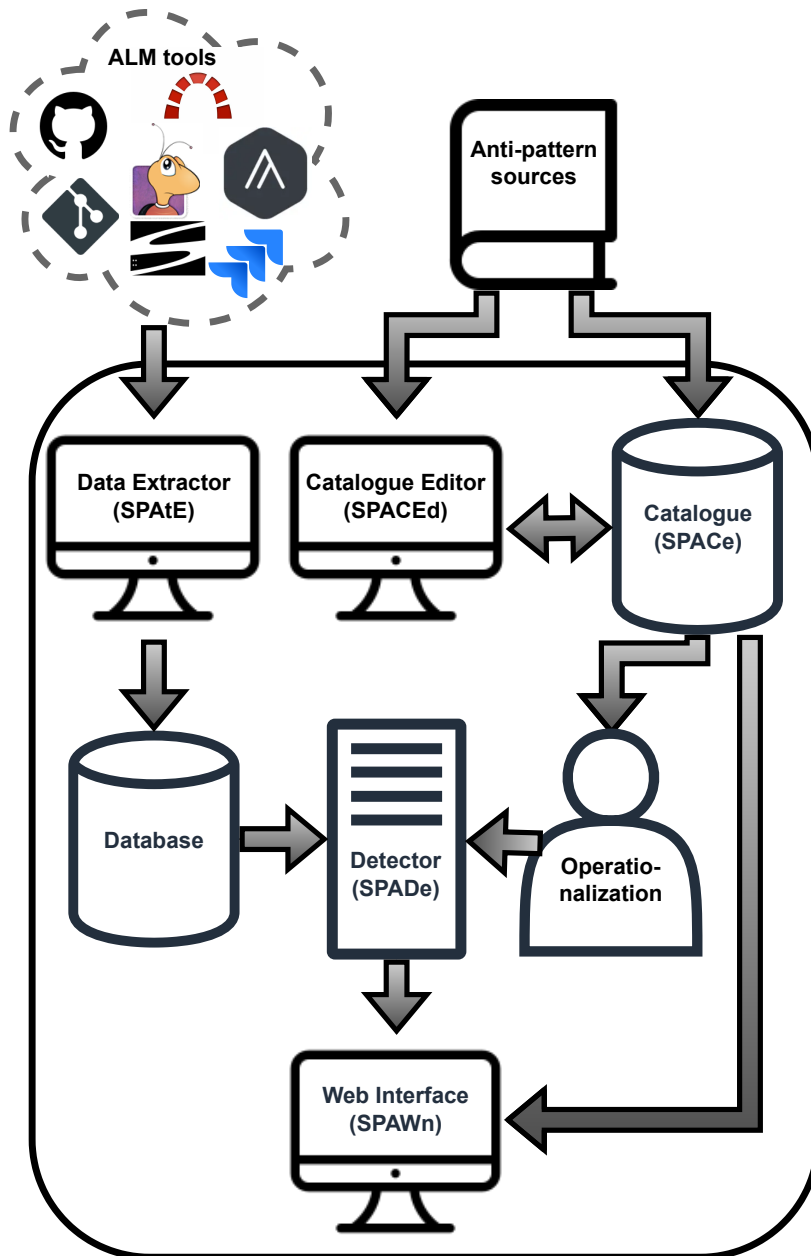 ALM tools
Anti-pattern
sources
Data Extractor
(SPAtE)
Catalogue Editor
(SPACEd)
Catalogue
(SPACe)
Database
Detector
(SPADe)
Operatio-
nalization
Web Interface
(SPAWn)